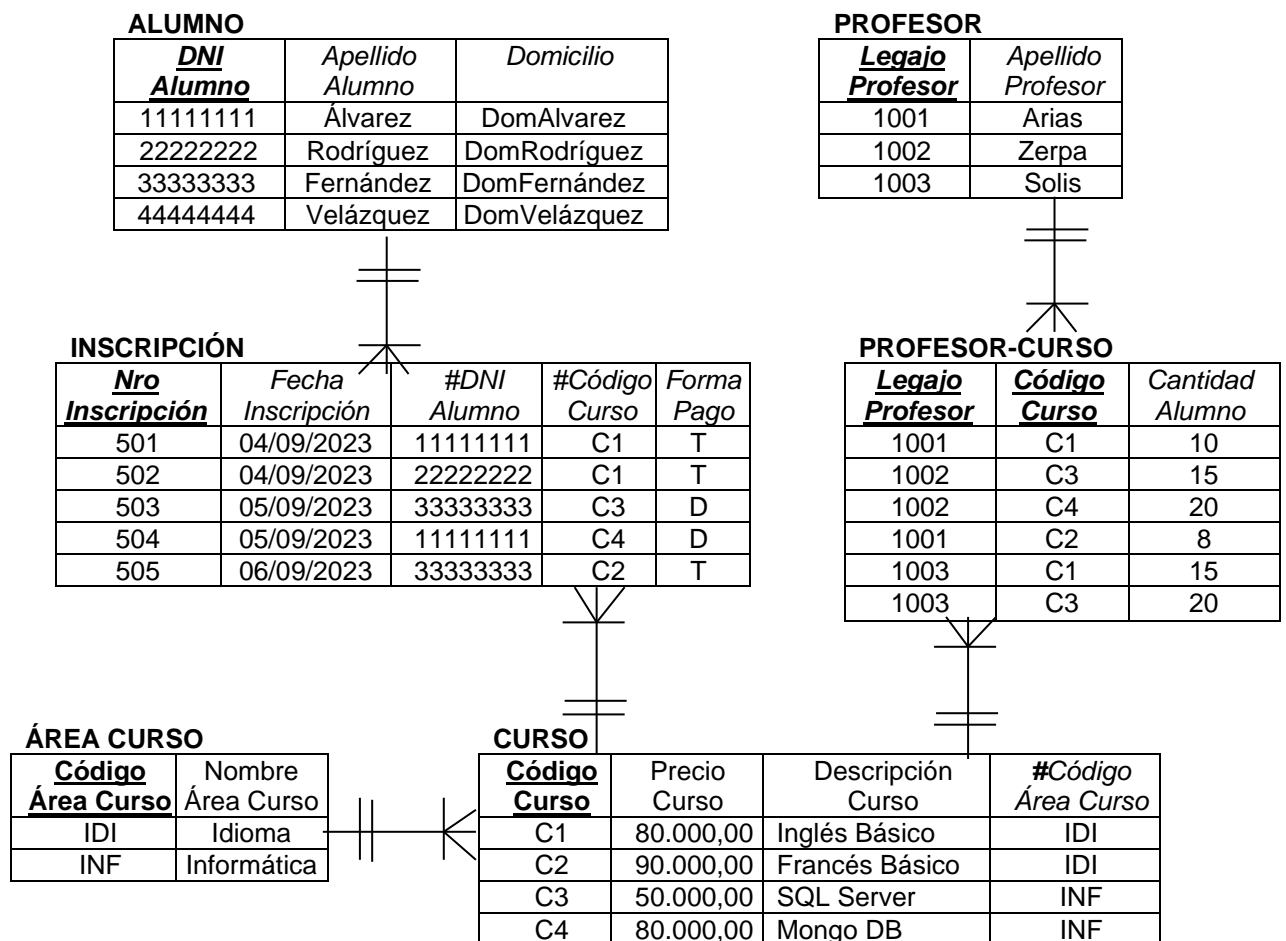 ALUMNO
DNI Alumno Apellido Alumno Domicilio
11111111 Álvarez DomAlvarez
22222222 Rodríguez DomRodríguez
33333333 Fernández DomFernández
44444444 Velázquez DomVelázquez
PROFESOR
Legajo Profesor Apellido Profesor
1001 Arias
1002 Zerpa
1003 Solis
INSCRIPCIÓN
Nro Inscripción Fecha Inscripción #DNI Alumno #Código Curso Forma Pago
501 04/09/2023 11111111 C1 T
502 04/09/2023 22222222 C1 T
503 05/09/2023 33333333 C3 D
504 05/09/2023 11111111 C4 D
505 06/09/2023 33333333 C2 T
PROFESOR-CURSO
Legajo Profesor Código Curso Cantidad Alumno
1001 C1 10
1002 C3 15
1002 C4 20
1001 C2 8
1003 C1 15
1003 C3 20
ÁREA CURSO
Código Área Curso Nombre Área Curso
IDI Idioma
INF Informática
CURSO
Código Curso Precio Curso Descripción Curso #Código Área Curso
C1 80.000,00 Inglés Básico IDI
C2 90.000,00 Francés Básico IDI
C3 50.000,00 SQL Server INF
C4 80.000,00 Mongo DB INF